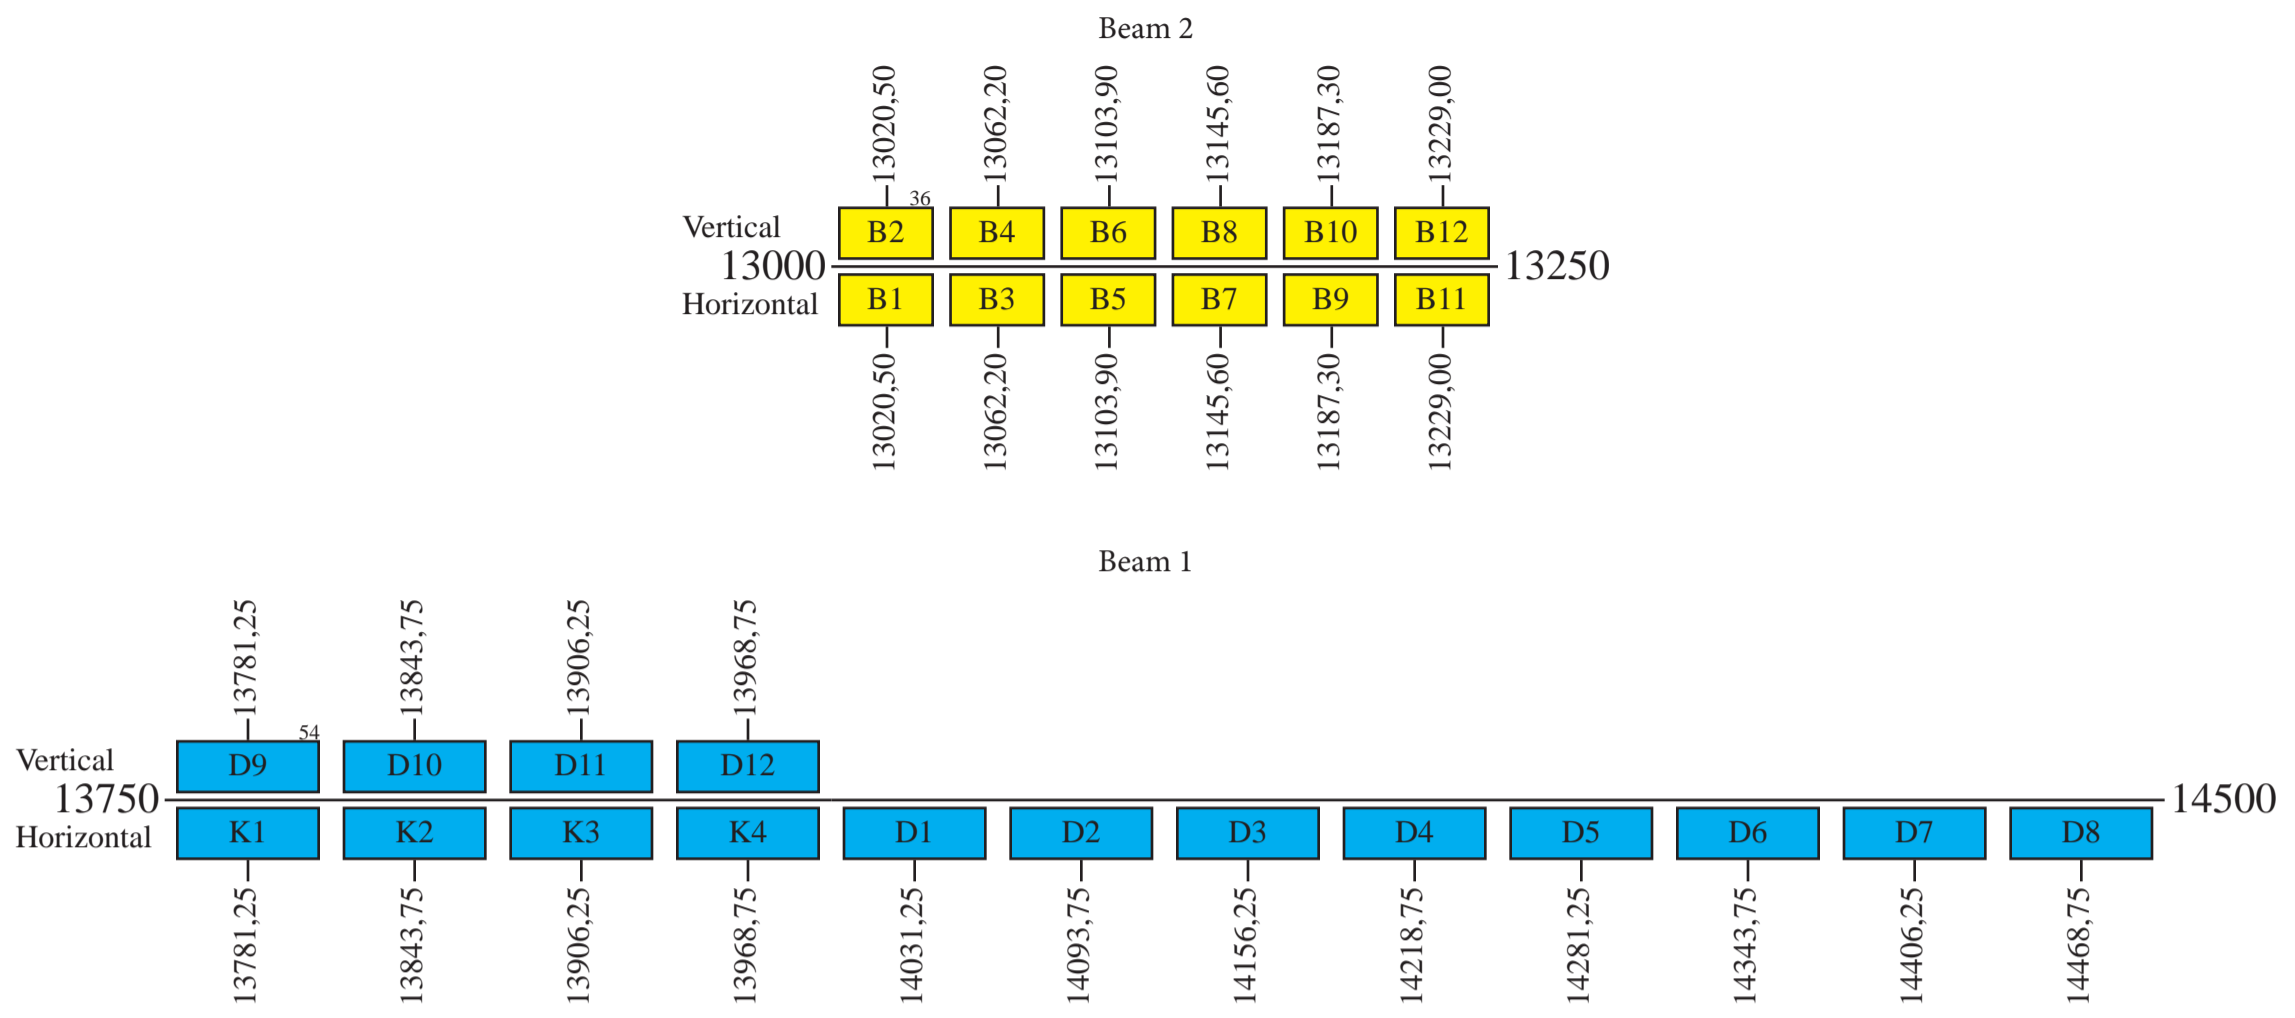 Beam 2
13020,50 13062,20 13103,90 13145,60 13187,30 13229,00
36
Vertical B2 B4 B6 B8 B10 B12
13000 13250
Horizontal B1 B3 B5 B7 B9 B11
13020,50 13062,20 13103,90 13145,60 13187,30 13229,00
Beam 1
13781,25 13843,75 13906,25 13968,75
54
Vertical D9 D10 D11 D12
13750 14500
Horizontal K1 K2 K3 K4 D1 D2 D3 D4 D5 D6 D7 D8
13781,25 13843,75 13906,25 13968,75 14031,25 14093,75 14156,25 14218,75 14281,25 14343,75 14406,25 14468,75